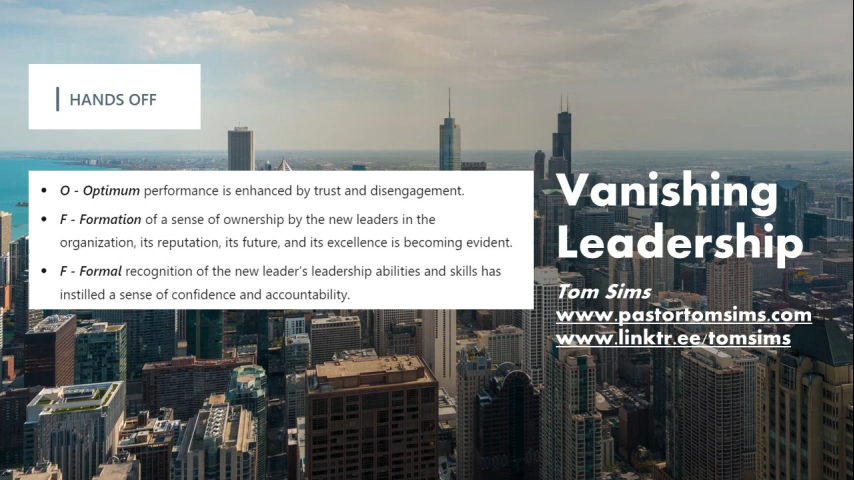 HANDS OFF
• O - Optimum performance is enhanced by trust and disengagement.
• F - Formation of a sense of ownership by the new leaders in the
organization, its reputation, its future, and its excellence is becoming evident.
• F - Formal recognition of the new leader's leadership abilities and skills has
instilled a sense of confidence and accountability.
Vanishing
Leadership
Tom Sims
www.pastortomsims.com
www.linktr.ee/tomsims